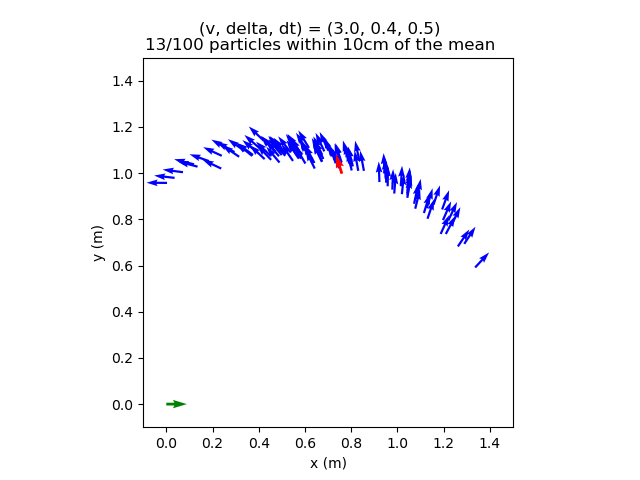 (v, delta, dt) = (3.0, 0.4, 0.5)
13/100 particles within 10cm of the mean
1.4
1.2
1.0
0.8
0.6
0.4
0.2
0.0
y (m)
0.0 0.2 0.4 0.6 0.8 1.0 1.2 1.4
x (m)